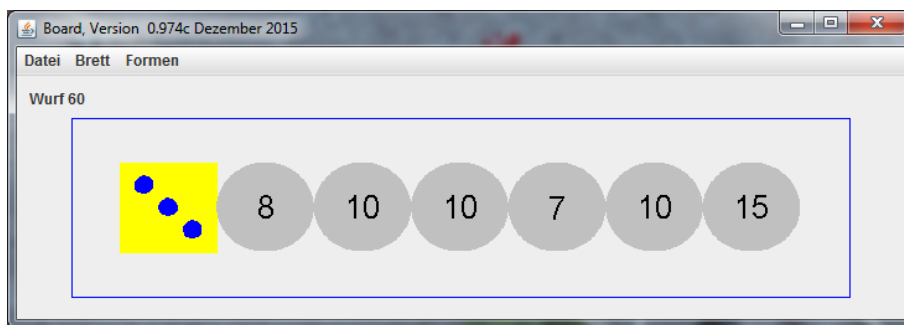 Board, Version 0.974c Dezember 2015
Datei Brett Formen
Wurf 60
8 10 10 7 10 15